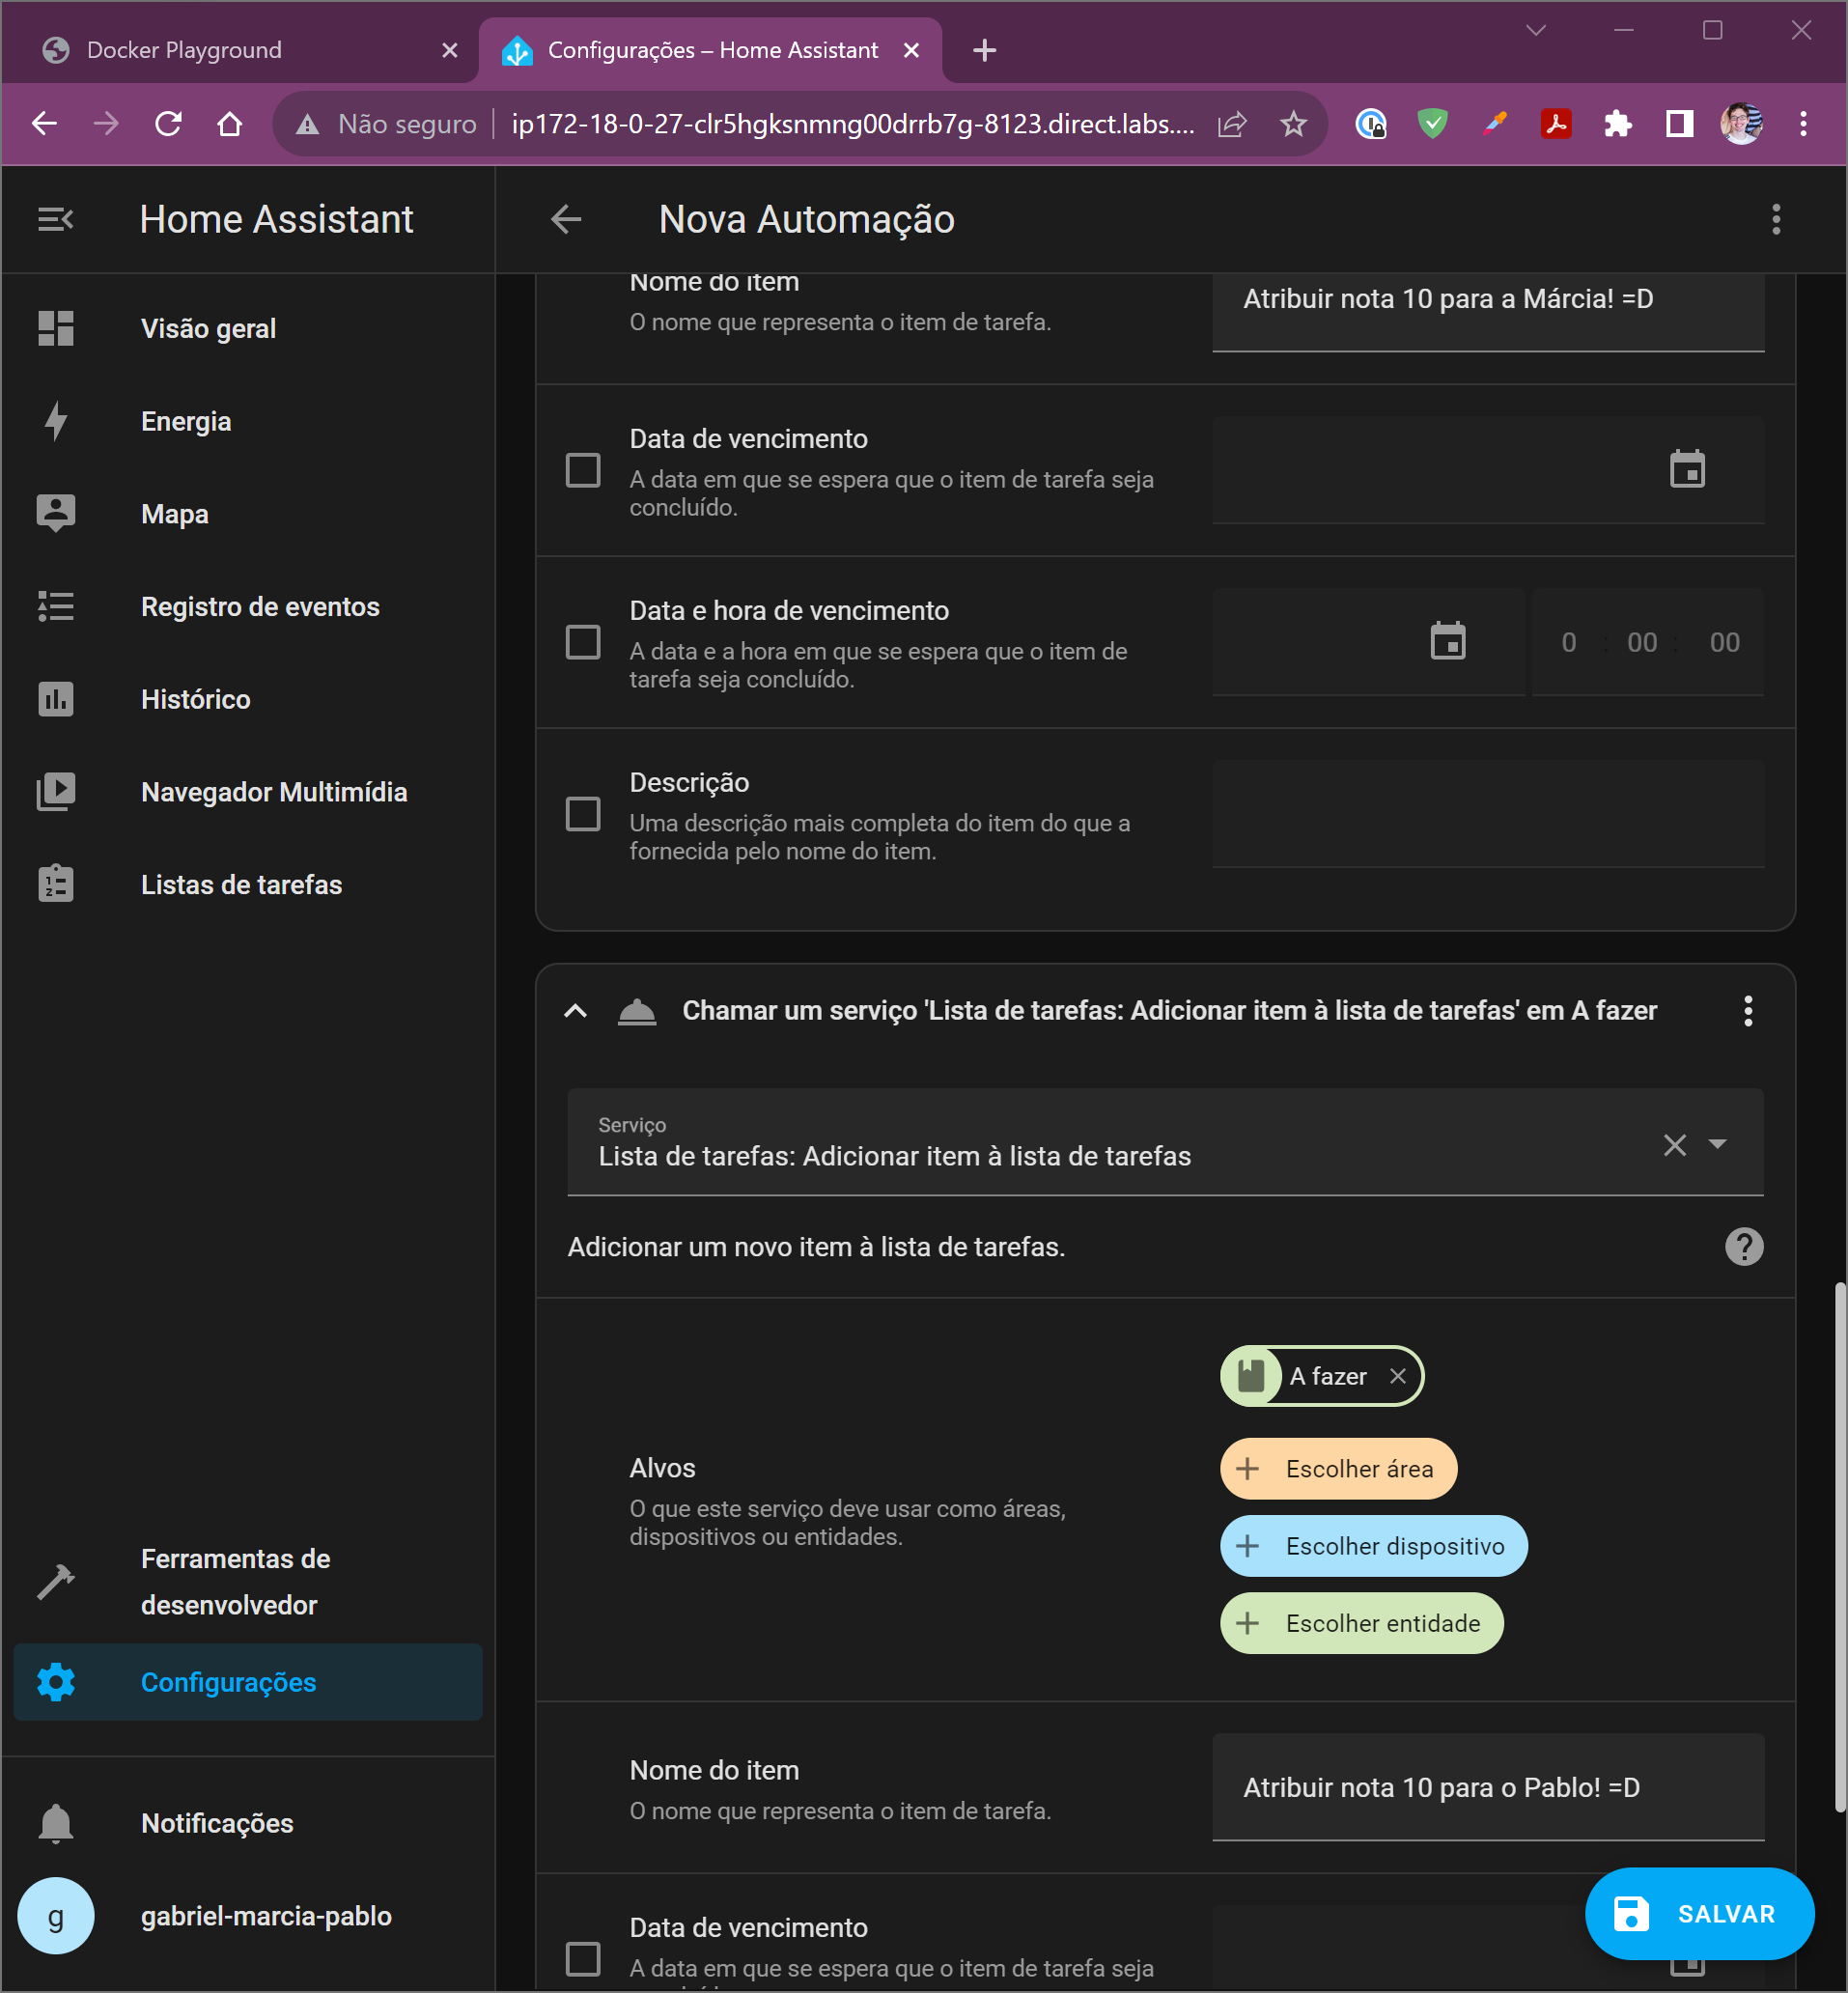 Docker Playground
Configurações – Home Assistant
Não seguro
ip172-18-0-27-clr5hgksnmng00drrb7g-8123.direct.labs....
Home Assistant
Nova Automação
Visão geral
Energia
Mapa
Registro de eventos
Histórico
Navegador Multimídia
Listas de tarefas
Ferramentas de
desenvolvedor
Configurações
Notificações
g
gabriel-marcia-pablo
Nome do item
O nome que representa o item de tarefa.
Atribuir nota 10 para a Márcia! =D
Data de vencimento
A data em que se espera que o item de tarefa seja
concluído.
Data e hora de vencimento
A data e a hora em que se espera que o item de
tarefa seja concluído.
0 : 00 : 00
Descrição
Uma descrição mais completa do item do que a
fornecida pelo nome do item.
Chamar um serviço 'Lista de tarefas: Adicionar item à lista de tarefas' em A fazer
Serviço
Lista de tarefas: Adicionar item à lista de tarefas
Adicionar um novo item à lista de tarefas.
Alvos
O que este serviço deve usar como áreas,
dispositivos ou entidades.
A fazer
Escolher área
Escolher dispositivo
Escolher entidade
Nome do item
O nome que representa o item de tarefa.
Atribuir nota 10 para o Pablo! =D
Data de vencimento
A data em que se espera que o item de tarefa seja
SALVAR